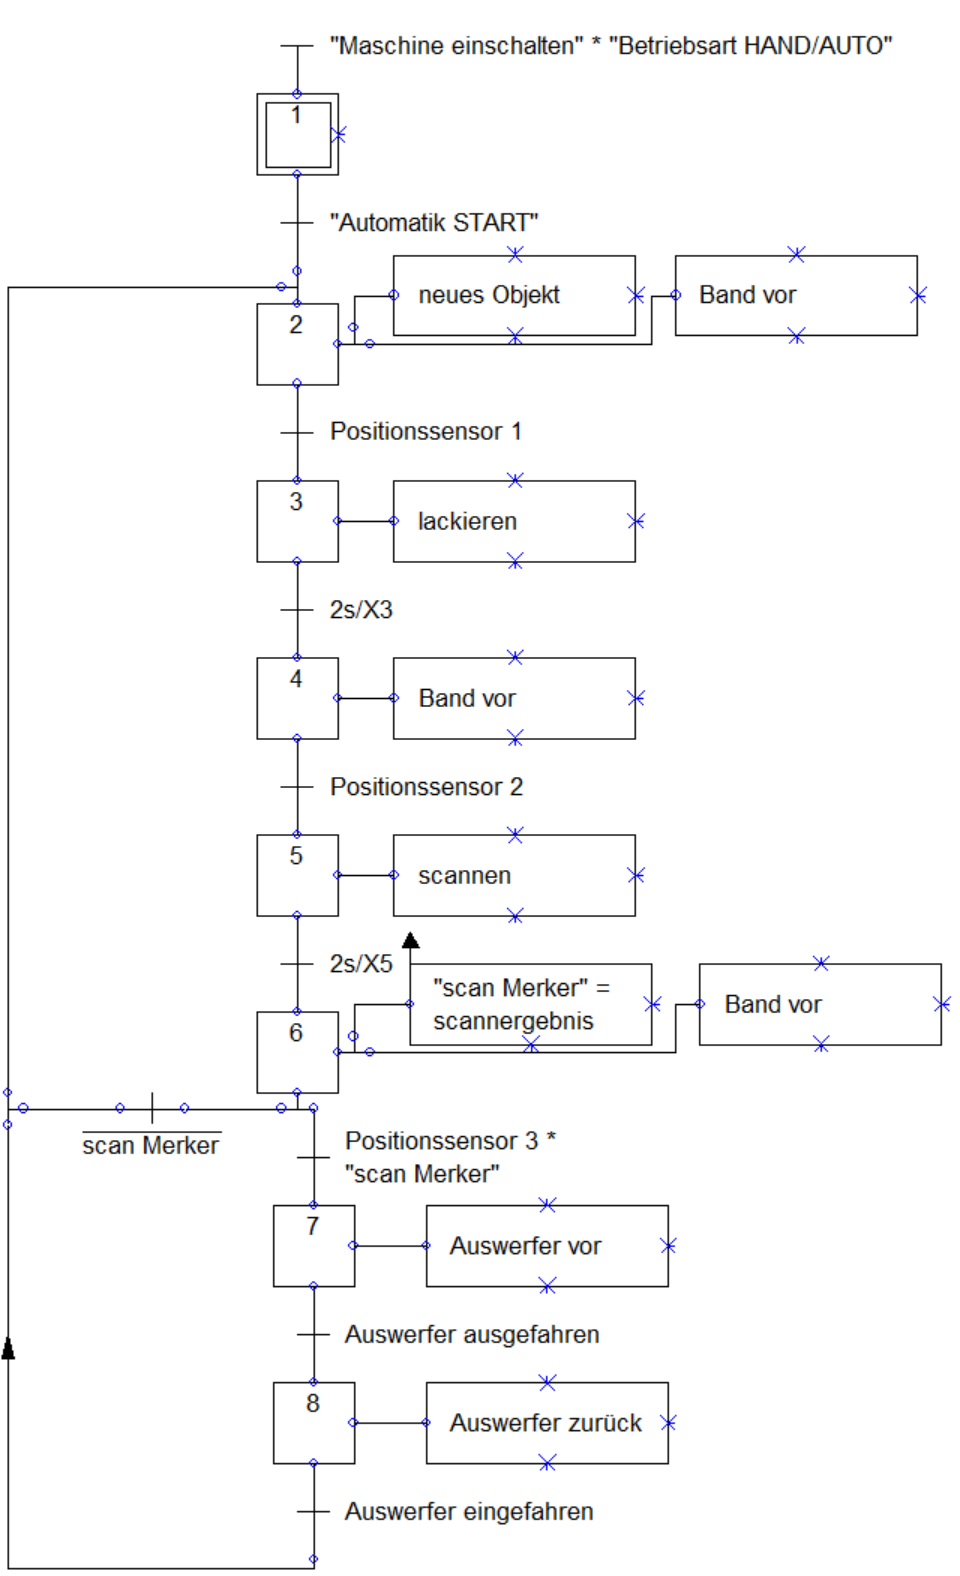 "Maschine einschalten" * "Betriebsart HAND/AUTO"
1
"Automatik START"
2
neues Objekt
Band vor
Positionssensor 1
3
lackieren
2s/X3
4
Band vor
Positionssensor 2
5
scannen
2s/X5
6
"scan Merker" =
scannergebnis
Band vor
scan Merker
Positionssensor 3 *
"scan Merker"
7
Auswerfer vor
Auswerfer ausgefahren
8
Auswerfer zurück
Auswerfer eingefahren